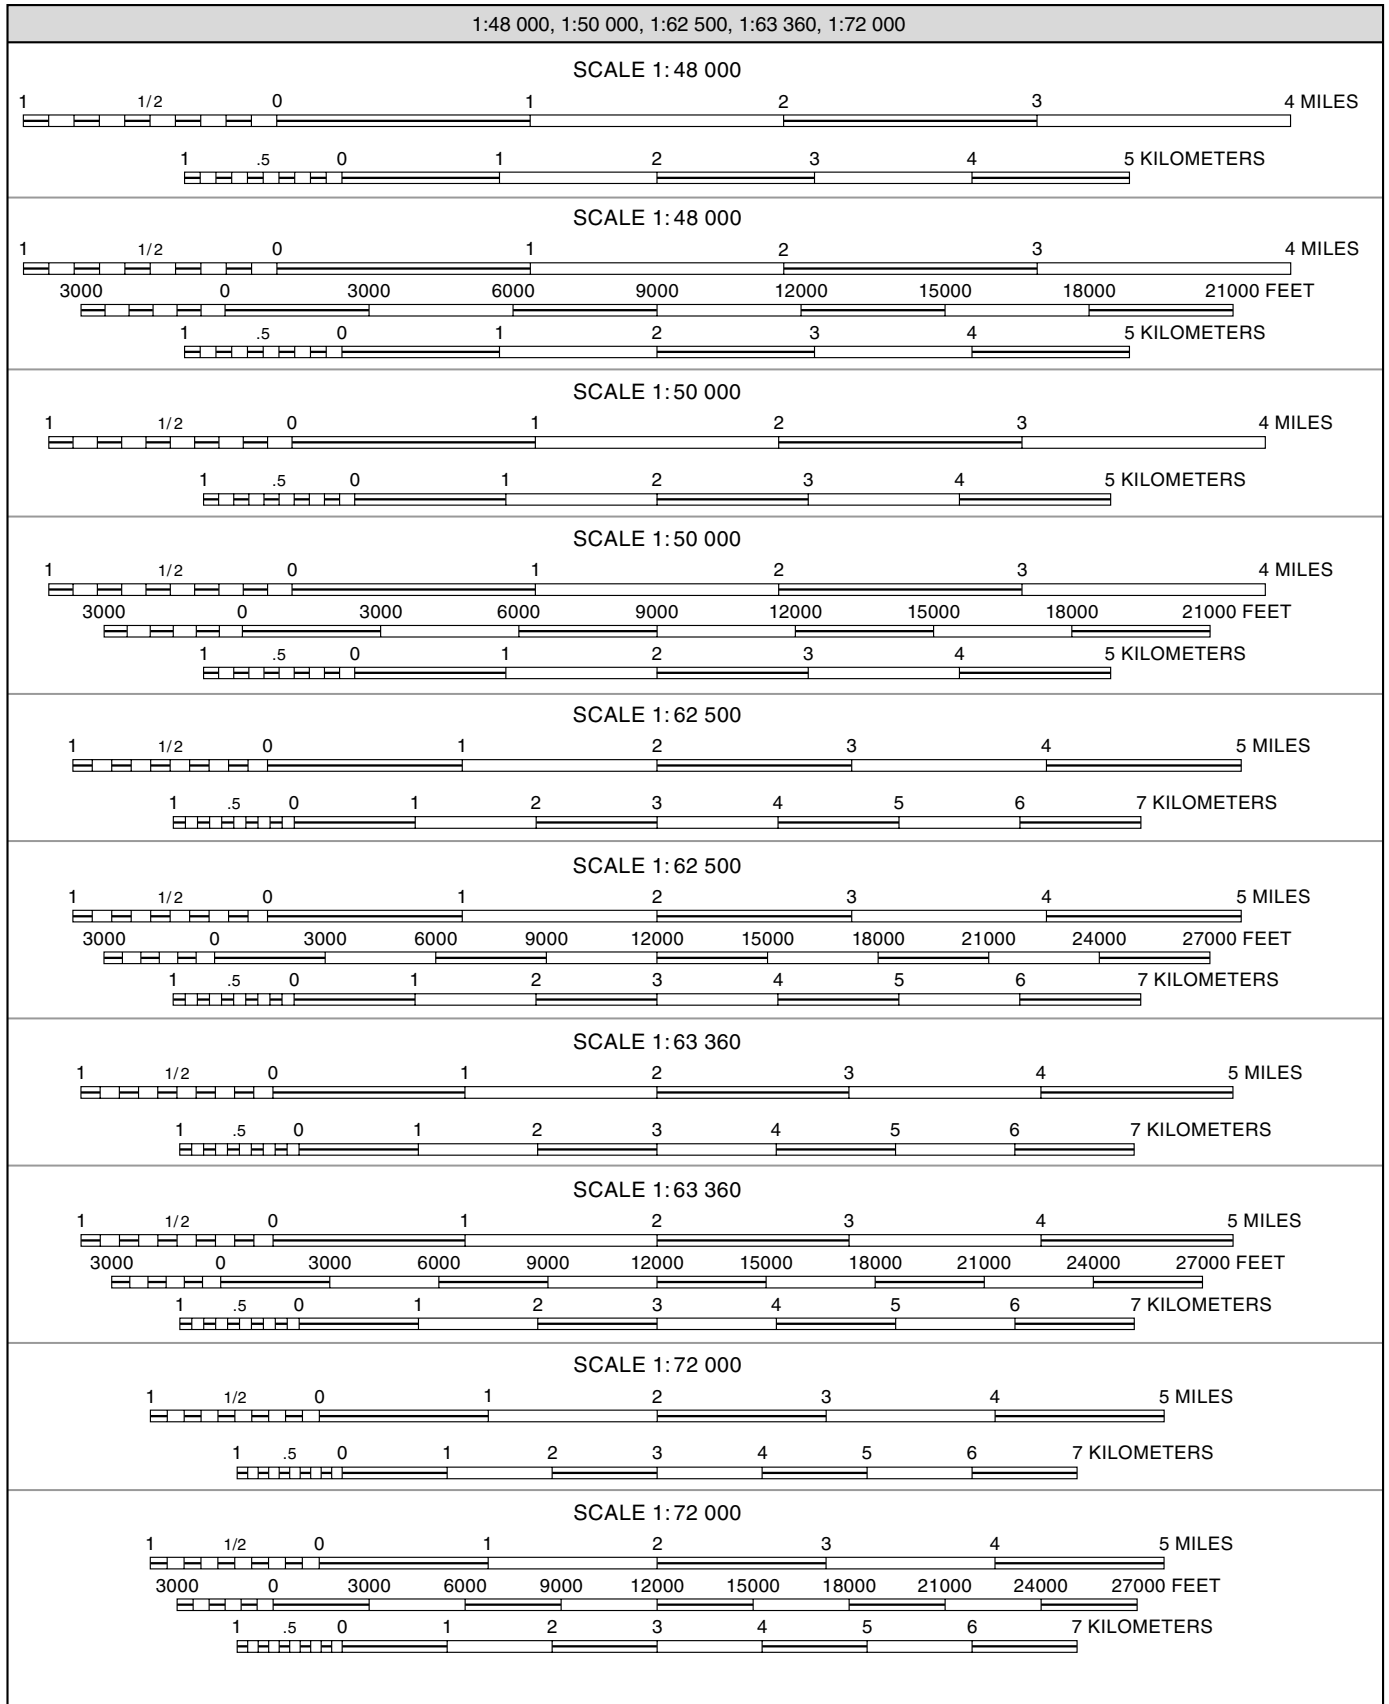 1:48 000, 1:50 000, 1:62 500, 1:63 360, 1:72 000
SCALE 1:48 000
1 1/2 0 1 2 3 4 MILES
1 .5 0 1 2 3 4 5 KILOMETERS
SCALE 1:48 000
1 1/2 0 1 2 3 4 MILES
3000 0 3000 6000 9000 12000 15000 18000 21000 FEET
1 .5 0 1 2 3 4 5 KILOMETERS
SCALE 1:50 000
1 1/2 0 1 2 3 4 MILES
1 .5 0 1 2 3 4 5 KILOMETERS
SCALE 1:50 000
1 1/2 0 1 2 3 4 MILES
3000 0 3000 6000 9000 12000 15000 18000 21000 FEET
1 .5 0 1 2 3 4 5 KILOMETERS
SCALE 1:62 500
1 1/2 0 1 2 3 4 5 MILES
1 .5 0 1 2 3 4 5 6 7 KILOMETERS
SCALE 1:62 500
1 1/2 0 1 2 3 4 5 MILES
3000 0 3000 6000 9000 12000 15000 18000 21000 24000 27000 FEET
1 .5 0 1 2 3 4 5 6 7 KILOMETERS
SCALE 1:63 360
1 1/2 0 1 2 3 4 5 MILES
1 .5 0 1 2 3 4 5 6 7 KILOMETERS
SCALE 1:63 360
1 1/2 0 1 2 3 4 5 MILES
3000 0 3000 6000 9000 12000 15000 18000 21000 24000 27000 FEET
1 .5 0 1 2 3 4 5 6 7 KILOMETERS
SCALE 1:72 000
1 1/2 0 1 2 3 4 5 MILES
1 .5 0 1 2 3 4 5 6 7 KILOMETERS
SCALE 1:72 000
1 1/2 0 1 2 3 4 5 MILES
3000 0 3000 6000 9000 12000 15000 18000 21000 24000 27000 FEET
1 .5 0 1 2 3 4 5 6 7 KILOMETERS